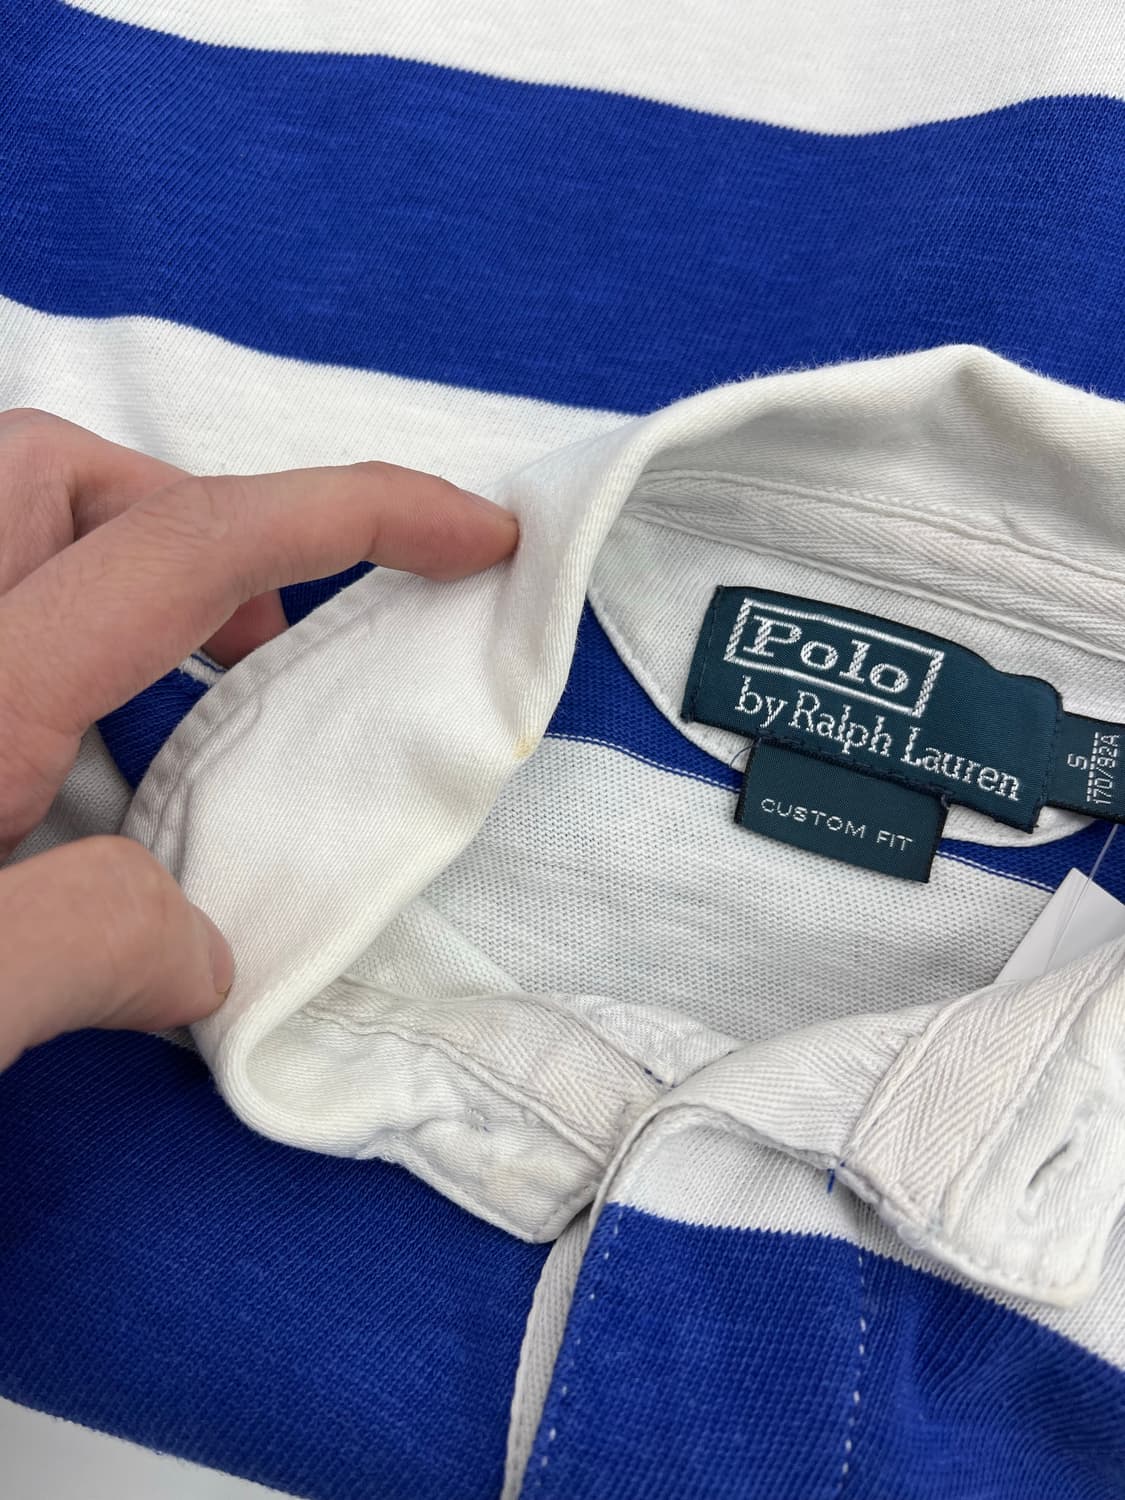 Polo
by Ralph Lauren
CUSTOM FIT
S
170/92A